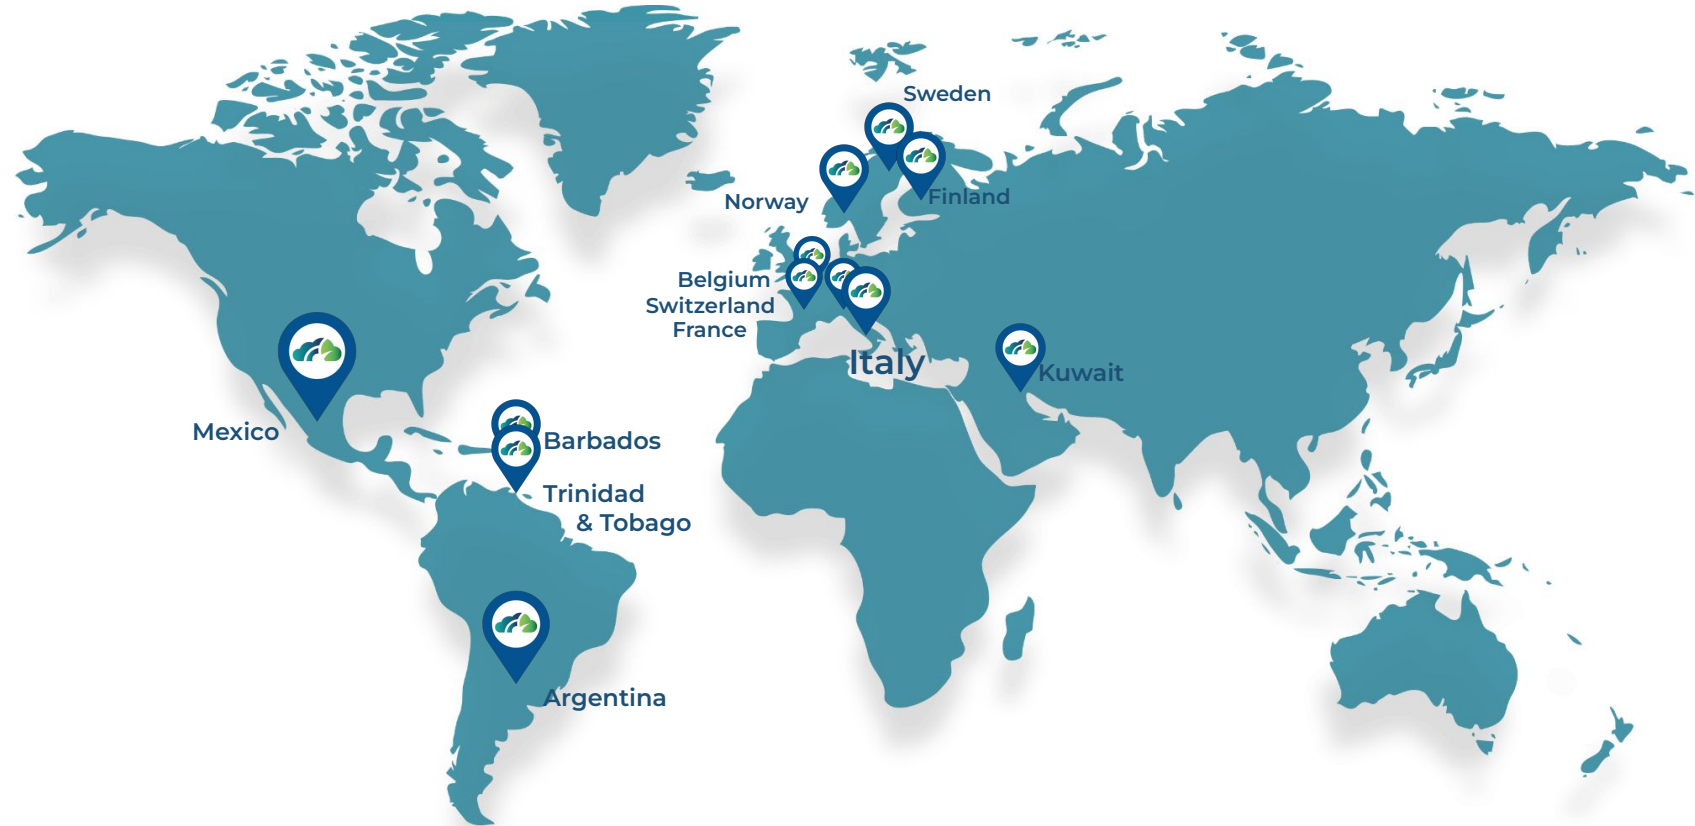 Sweden
Finland
Norway
Belgium
Switzerland
France
Italy
Kuwait
Mexico
Barbados
Trinidad
& Tobago
Argentina